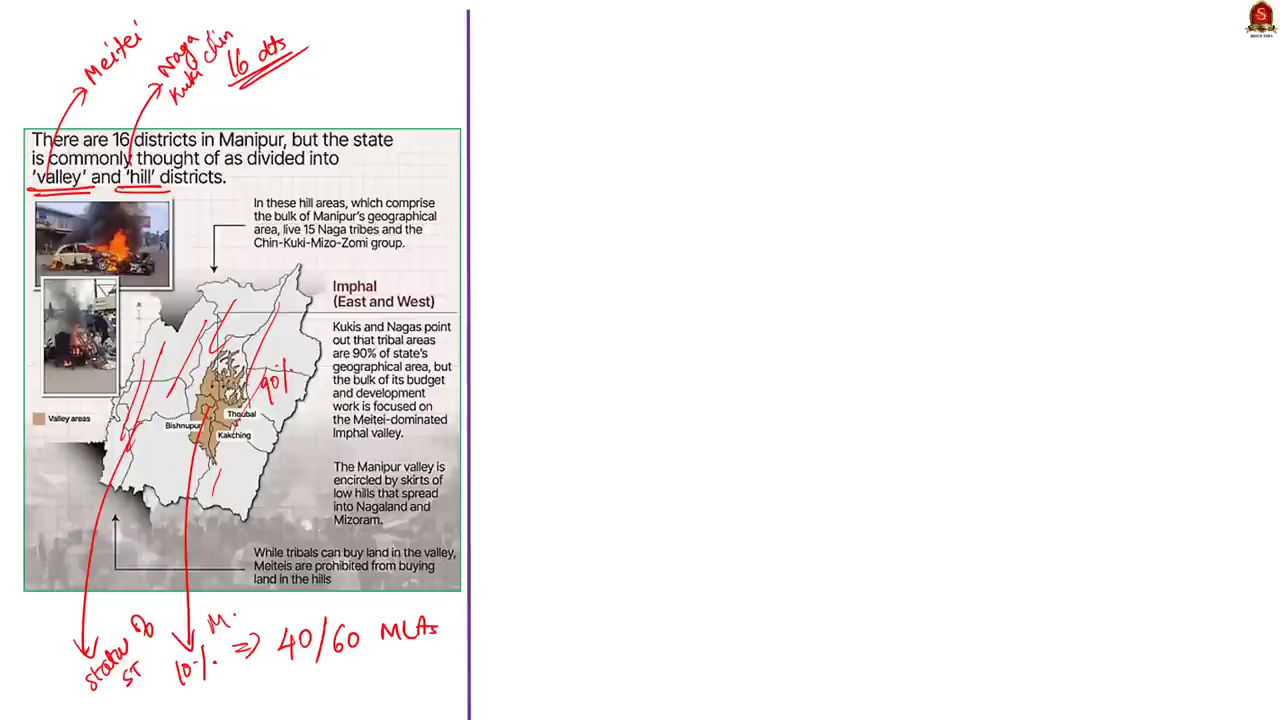 Meitei
Naga
Kuki Chin
16 dts
There are 16 districts in Manipur, but the state
is commonly thought of as divided into
'valley' and 'hill' districts.
In these hill areas, which comprise
the bulk of Manipur's geographical
area, live 15 Naga tribes and the
Chin-Kuki-Mizo-Zomi group.
Imphal
(East and West)
Kukis and Nagas point
out that tribal areas
are 90% of state's
geographical area, but
the bulk of its budget
and development
work is focused on
the Meitei-dominated
Imphal valley.
90%
Valley areas
Thoubal
Bishnupur
Kakching
The Manipur valley is
encircled by skirts of
low hills that spread
into Nagaland and
Mizoram.
While tribals can buy land in the valley,
Meiteis are prohibited from buying
land in the hills
status of
ST
M.
10% ⇒ 40/60 MLAs
S